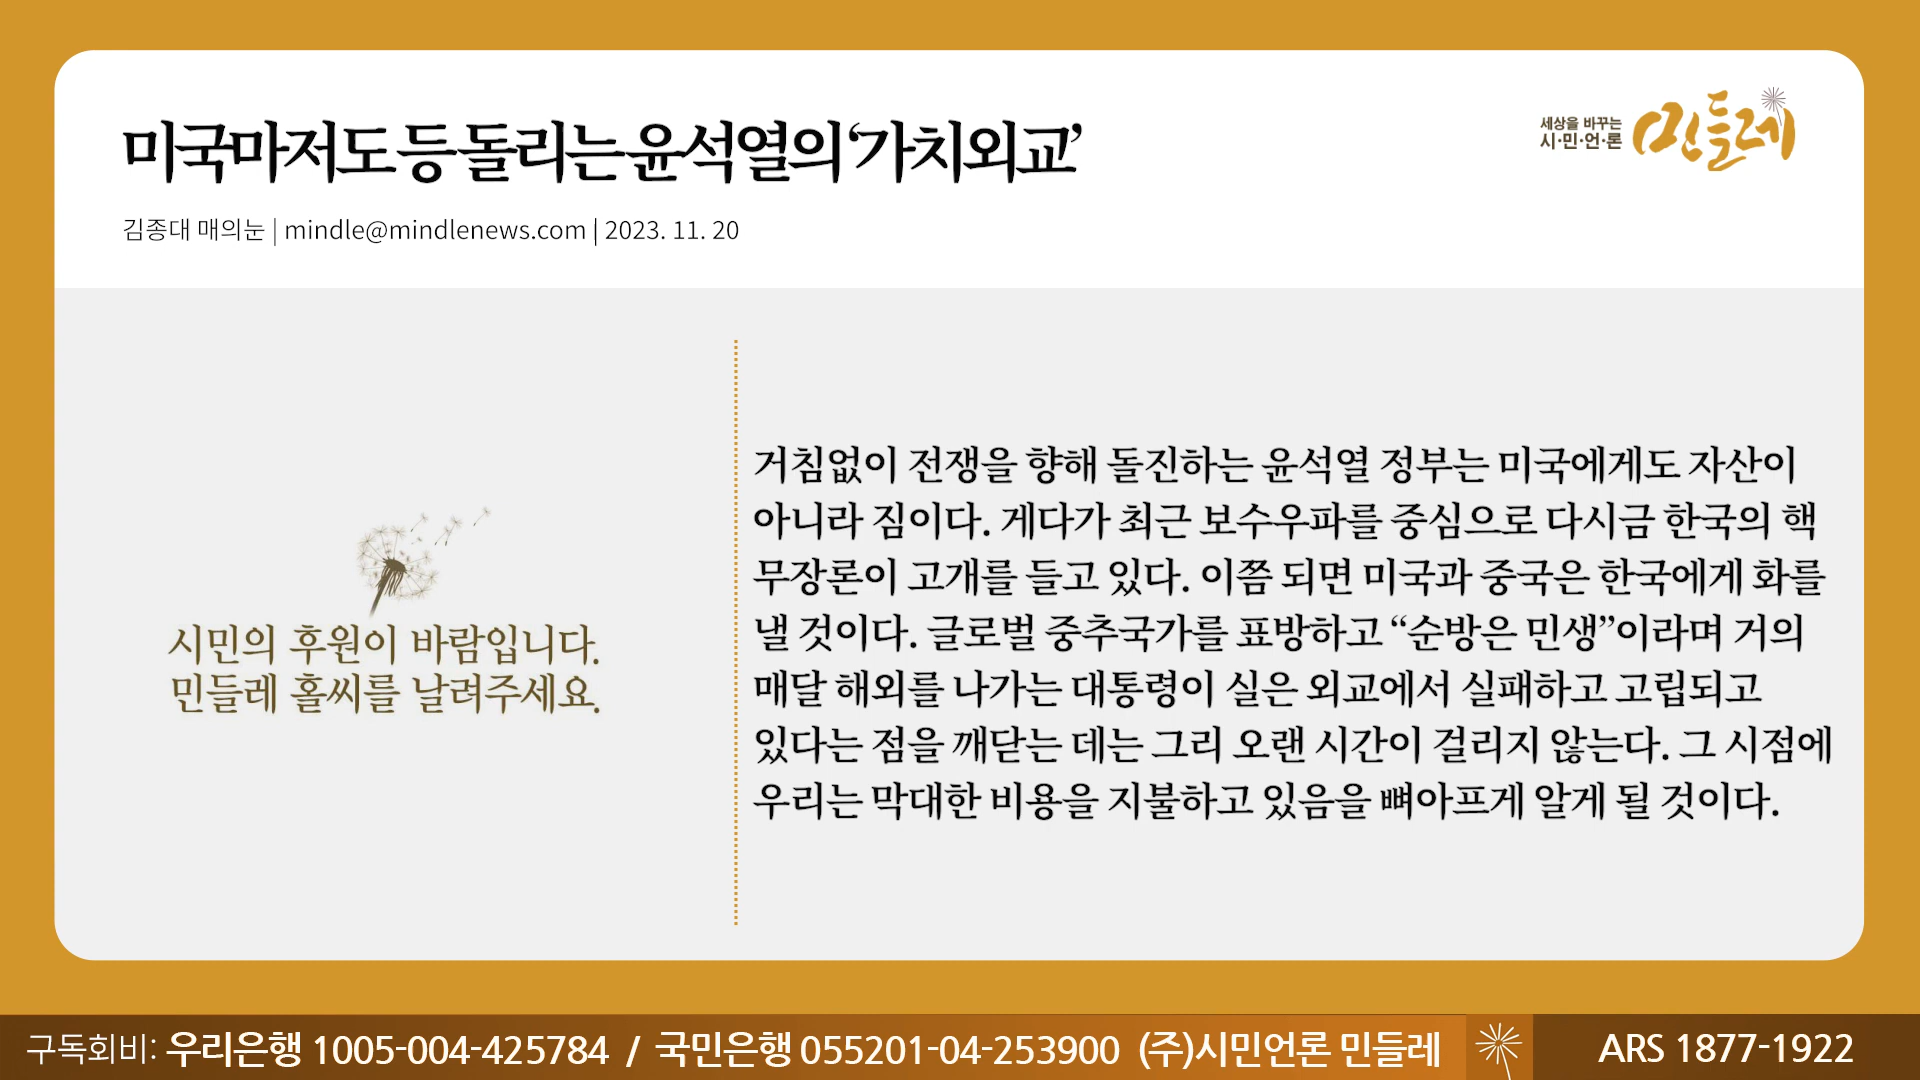 미국마저도 등 돌리는 윤석열의 ‘가치외교’
세상을 바꾸는
시·민·언·론
민들레
김종대 매의눈 | mindle@mindlenews.com | 2023. 11. 20
시민의 후원이 바람입니다.
민들레 홀씨를 날려주세요.
거침없이 전쟁을 향해 돌진하는 윤석열 정부는 미국에게도 자산이
아니라 짐이다. 게다가 최근 보수우파를 중심으로 다시금 한국의 핵
무장론이 고개를 들고 있다. 이쯤 되면 미국과 중국은 한국에게 화를
낼 것이다. 글로벌 중추국가를 표방하고 “순방은 민생”이라며 거의
매달 해외를 나가는 대통령이 실은 외교에서 실패하고 고립되고
있다는 점을 깨닫는 데는 그리 오랜 시간이 걸리지 않는다. 그 시점에
우리는 막대한 비용을 지불하고 있음을 뼈아프게 알게 될 것이다.
구독회비: 우리은행 1005-004-425784 / 국민은행 055201-04-253900 (주)시민언론 민들레
ARS 1877-1922